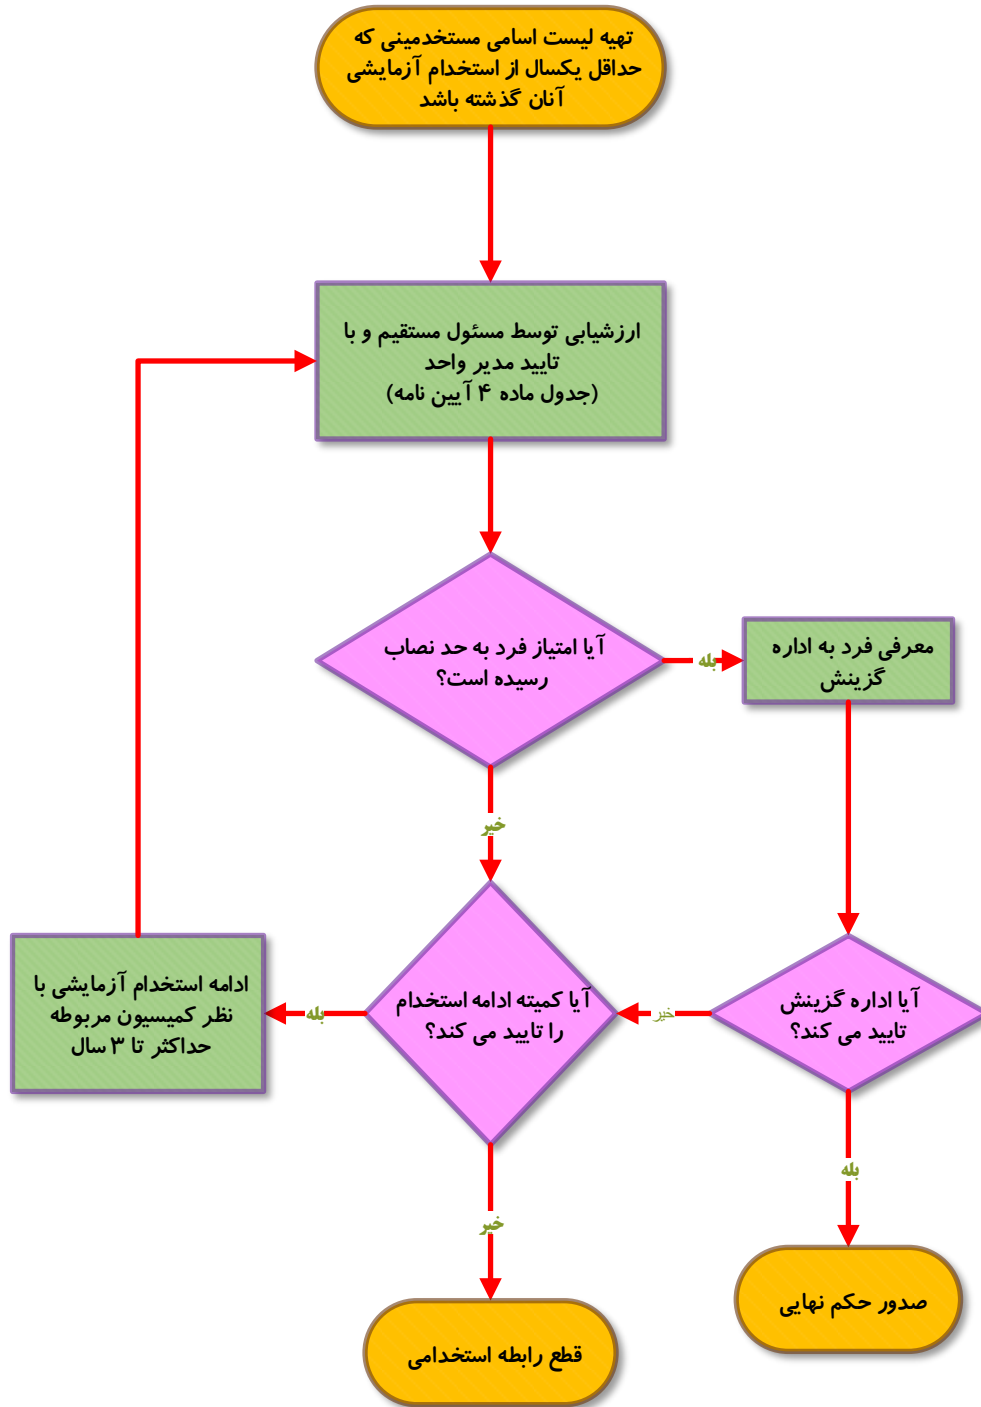 تهیه لیست اسامی مستخدمینی که
حداقل یکسال از استخدام آزمایشی
آنان گذشته باشد
ارزشیابی توسط مسئول مستقیم و با
تایید مدیر واحد
(جدول ماده ۴ آیین نامه)
آیا امتیاز فرد به حد نصاب
رسیده است؟
بله
معرفی فرد به اداره
گزینش
خیر
آیا اداره گزینش
تایید می کند؟
خیر
آیا کمیته ادامه استخدام
را تایید می کند؟
بله
ادامه استخدام آزمایشی با
نظر کمیسیون مربوطه
حداکثر تا ۳ سال
بله
خیر
صدور حکم نهایی
قطع رابطه استخدامی